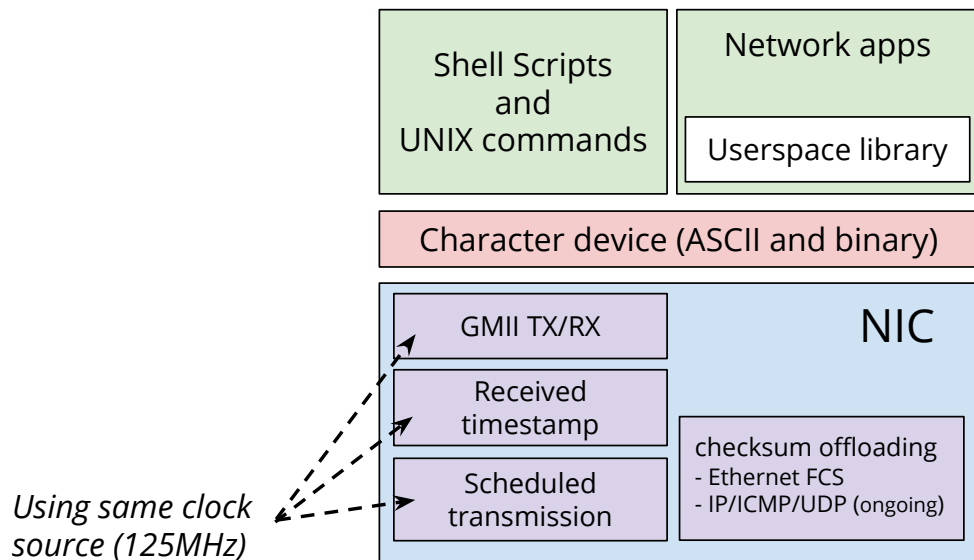 Shell Scripts
and
UNIX commands
Network apps
Userspace library
Character device (ASCII and binary)
NIC
GMII TX/RX
Received
timestamp
Scheduled
transmission
checksum offloading
- Ethernet FCS
- IP/ICMP/UDP (ongoing)
Using same clock
source (125MHz)